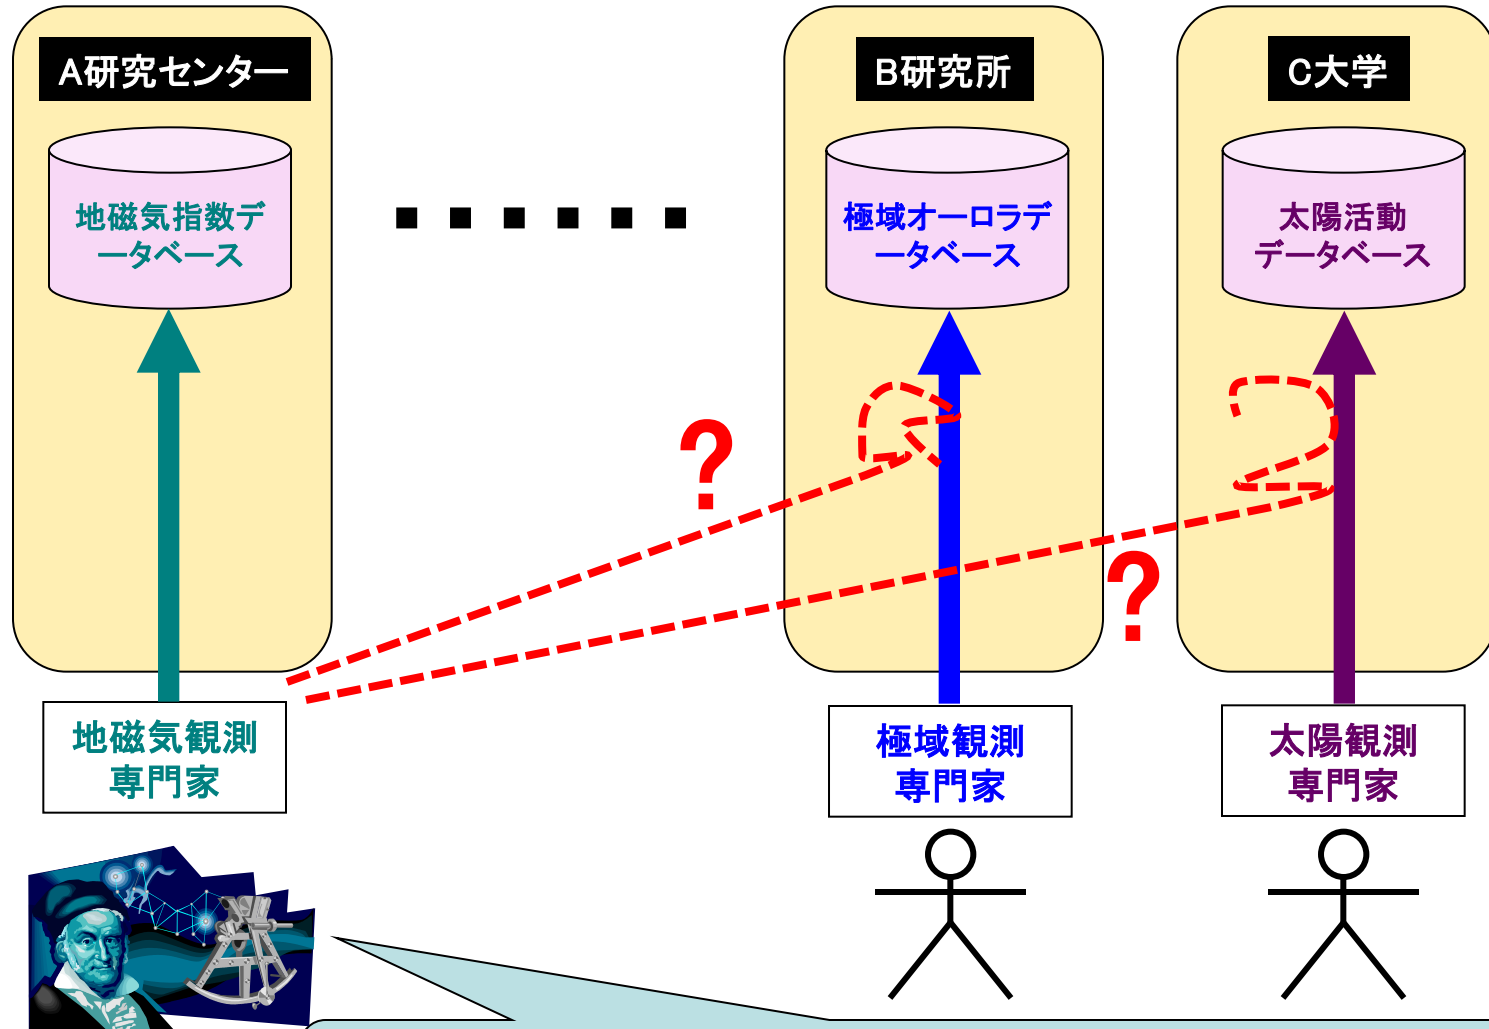 A研究センター
B研究所
C大学
地磁気指数デ
ータベース
・・・・・・
極域オーロラデ
ータベース
太陽活動
データベース
?
?
地磁気観測
専門家
極域観測
専門家
太陽観測
専門家